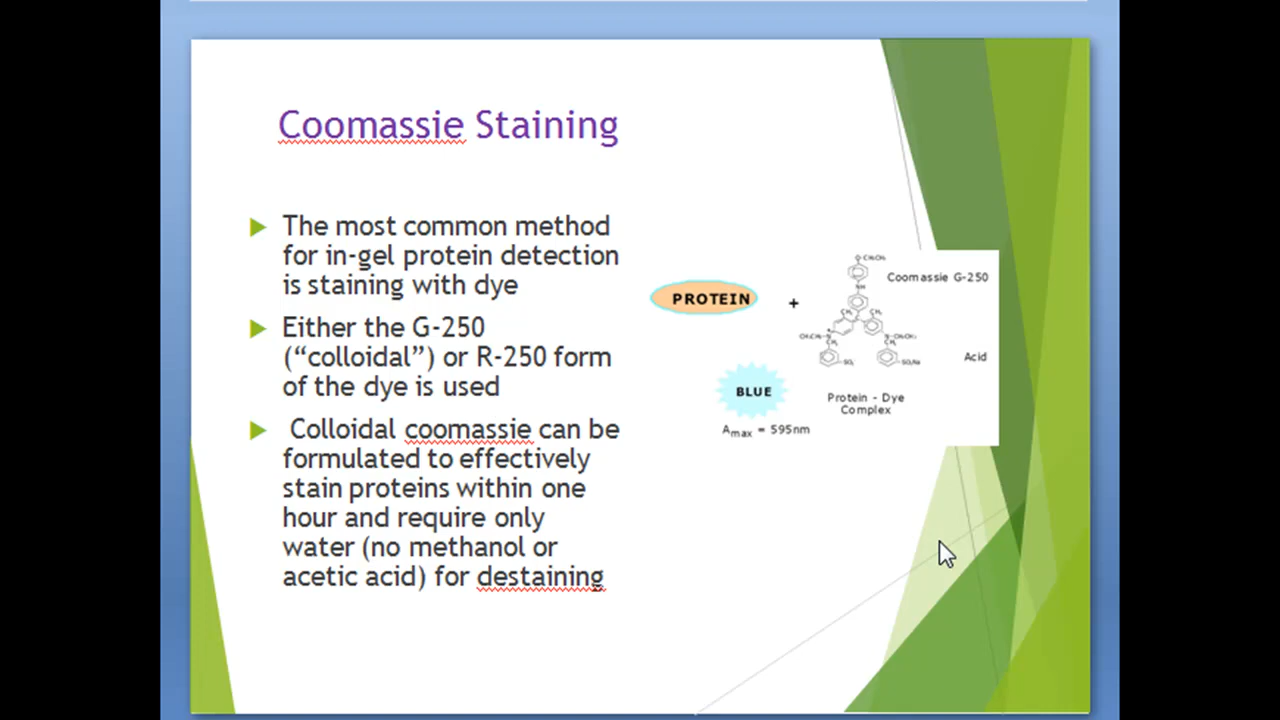 Coomassie Staining
The most common method
for in-gel protein detection
is staining with dye
Either the G-250
(“colloidal”) or R-250 form
of the dye is used
Colloidal coomassie can be
formulated to effectively
stain proteins within one
hour and require only
water (no methanol or
acetic acid) for destaining
PROTEIN
+
Coomassie G-250
Acid
BLUE
Amax = 595nm
Protein - Dye
Complex